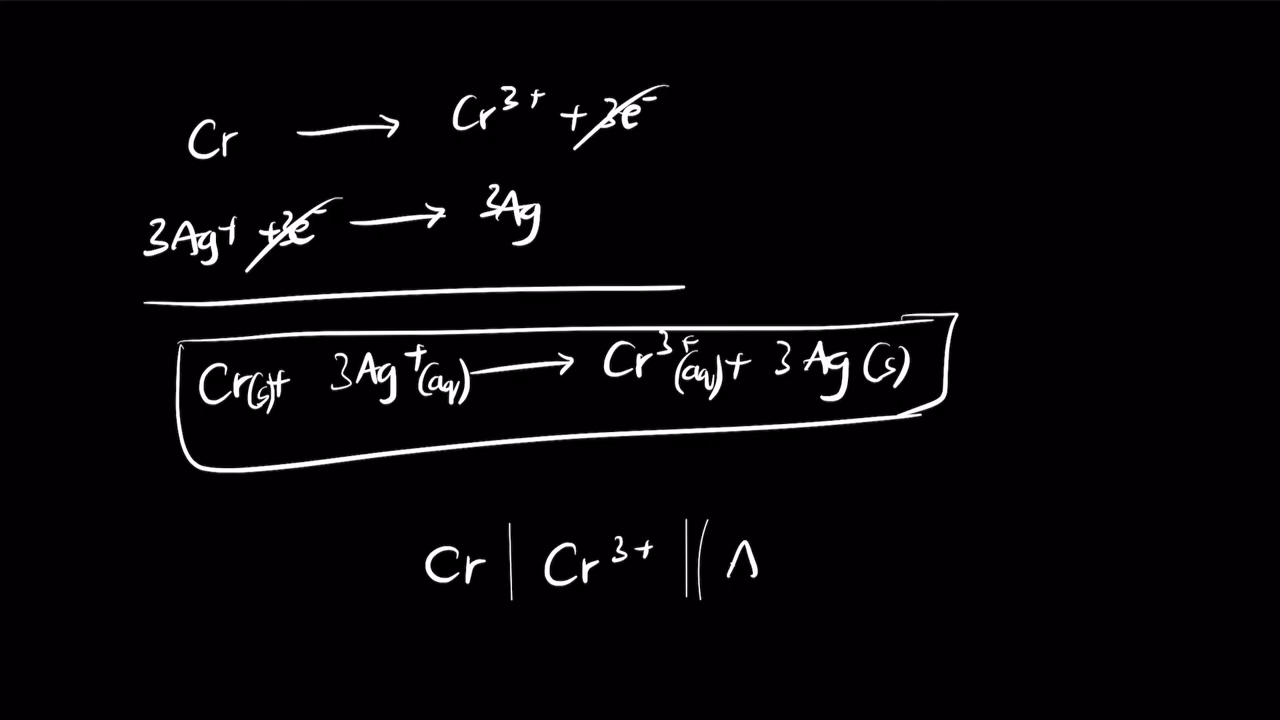 Cr ⟶ Cr³⁺ + 3e⁻
3Ag⁺ + 3e⁻ ⟶ 3Ag
Cr(s) + 3Ag⁺(aq) ⟶ Cr³⁺(aq) + 3Ag(s)
Cr | Cr³⁺ ||